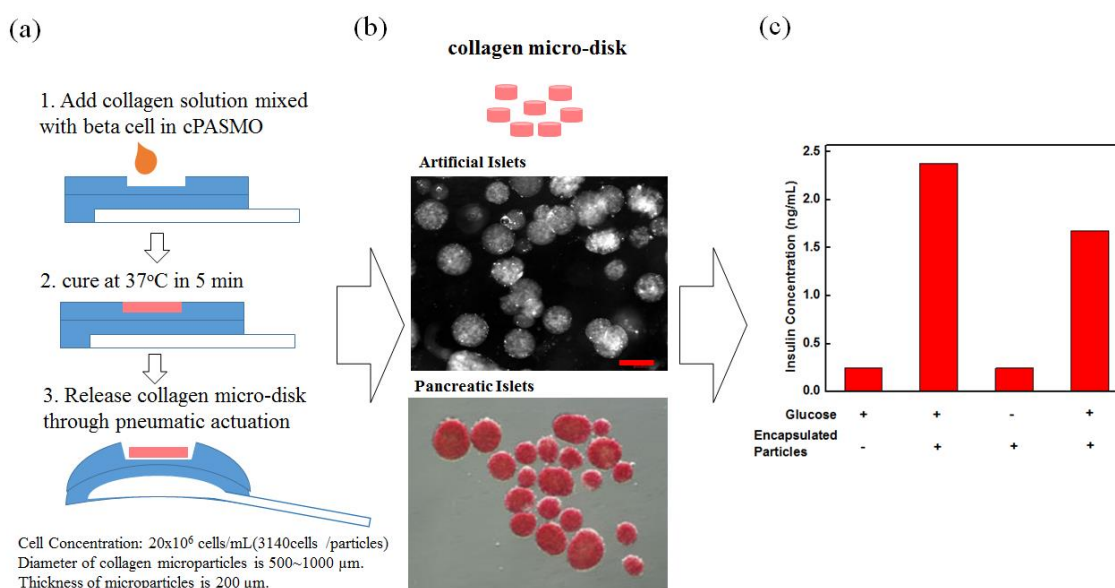 (a)
1. Add collagen solution mixed
with beta cell in cPASMO
2. cure at 37°C in 5 min
3. Release collagen micro-disk
through pneumatic actuation
Cell Concentration: 20x10⁶ cells/mL(3140cells /particles)
Diameter of collagen microparticles is 500~1000 μm.
Thickness of microparticles is 200 μm.
(b)
collagen micro-disk
Artificial Islets
Pancreatic Islets
(c)
Insulin Concentration (ng/mL)
2.5
2.0
1.5
1.0
0.5
0.0
Glucose + + - +
Encapsulated
Particles - + + +